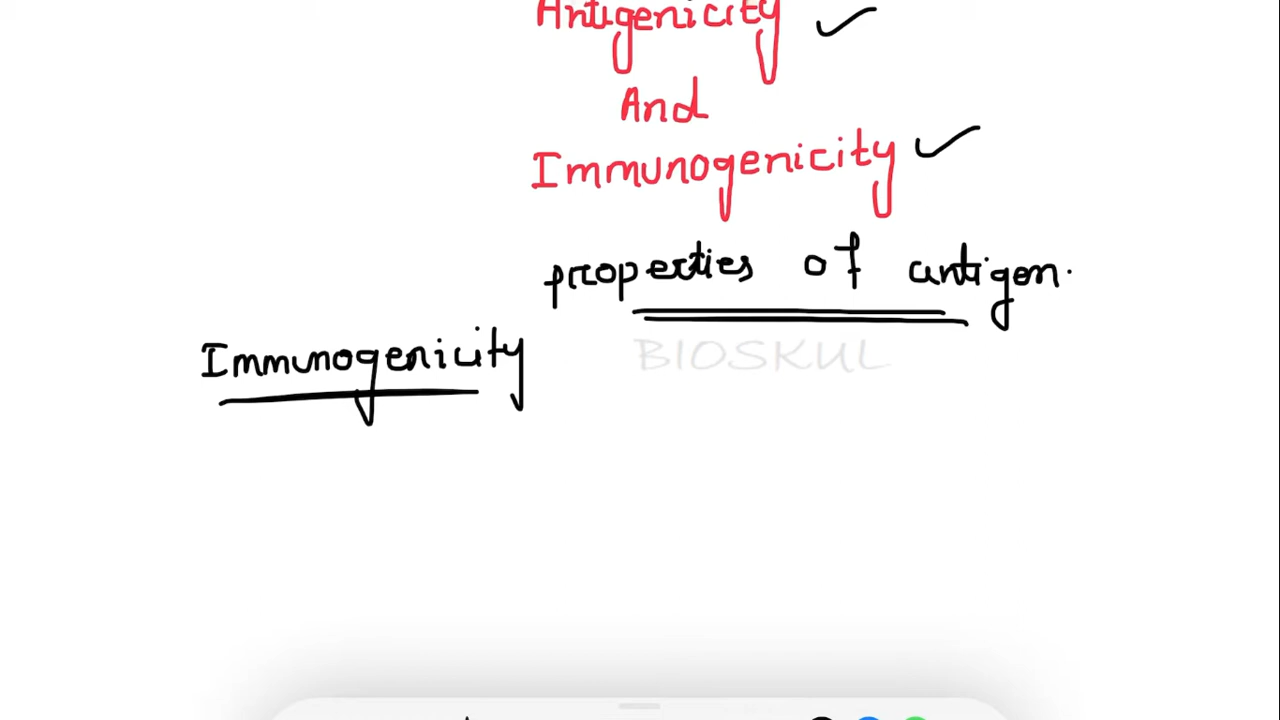 Antigenicity
And
Immunogenicity
properties of antigen.
BIOSKUL
Immunogenicity